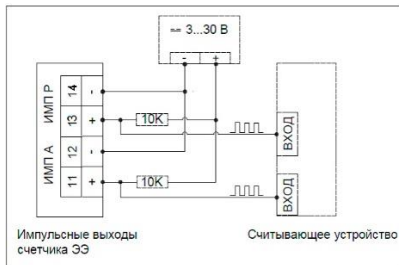 ⎓ 3...30 В
- +
ИМП P
14 -
13 +
ИМП A
12 -
11 +
10K
10K
ВХОД
ВХОД
Импульсные выходы
счетчика ЭЭ
Считывающее устройство